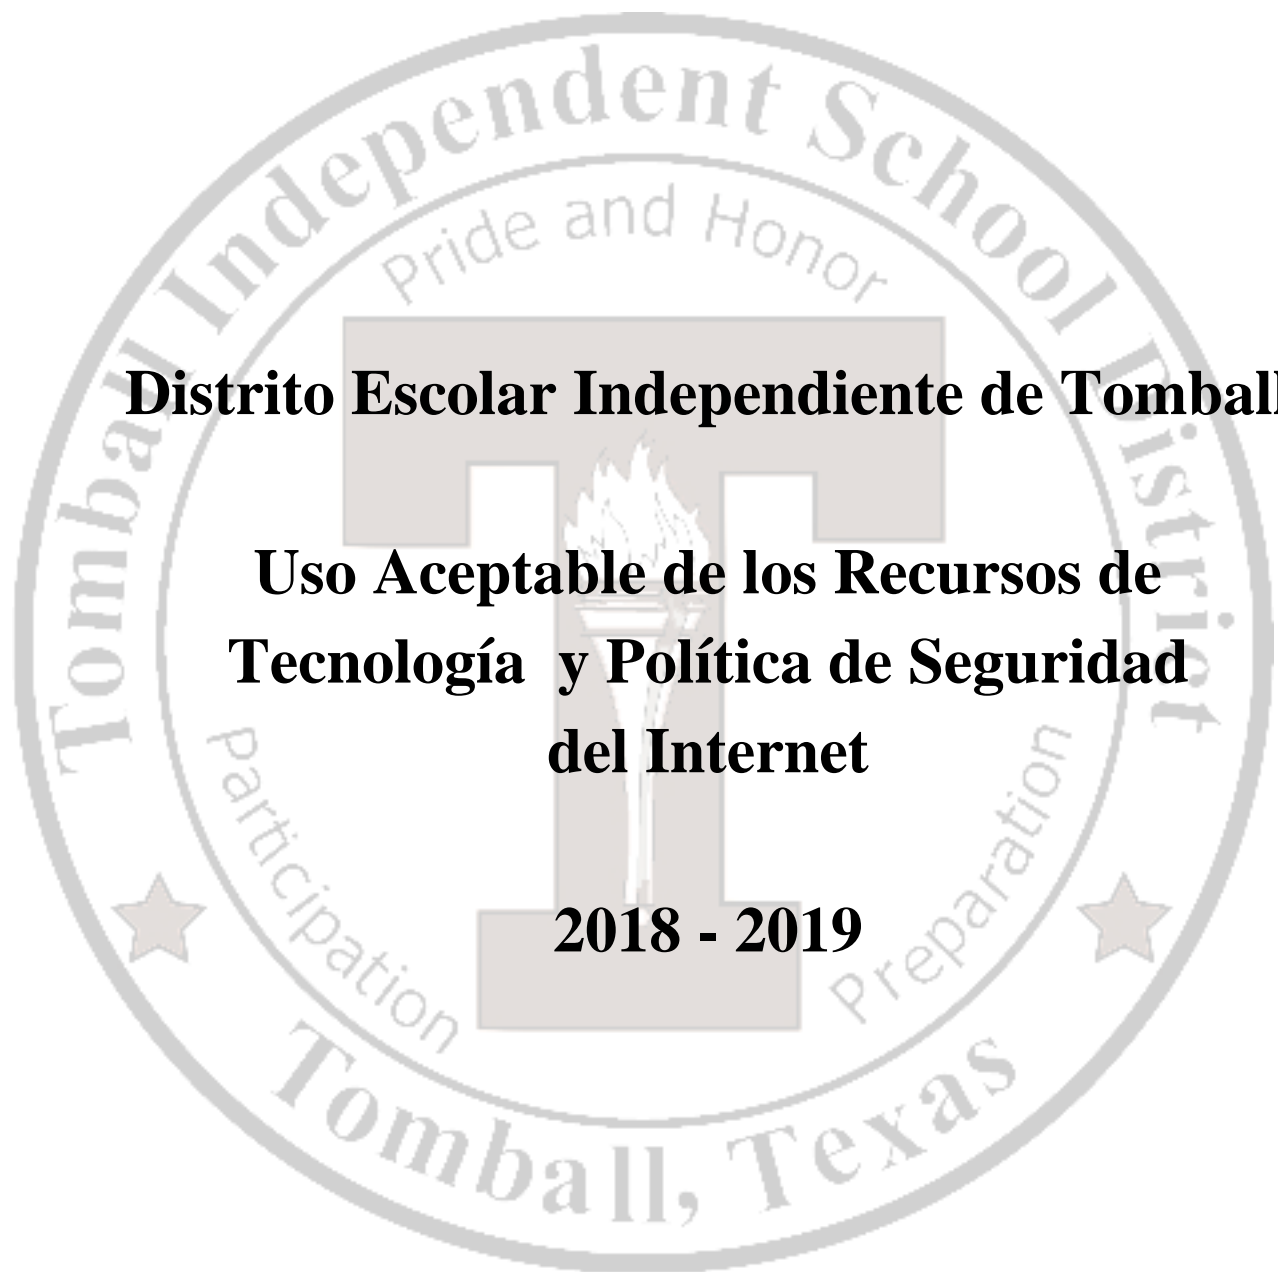 Tomball Independent School District
Pride and Honor
Distrito Escolar Independiente de Tomball
Uso Aceptable de los Recursos de
Tecnología y Política de Seguridad
del Internet
2018 - 2019
Participation
Preparation
Tomball, Texas